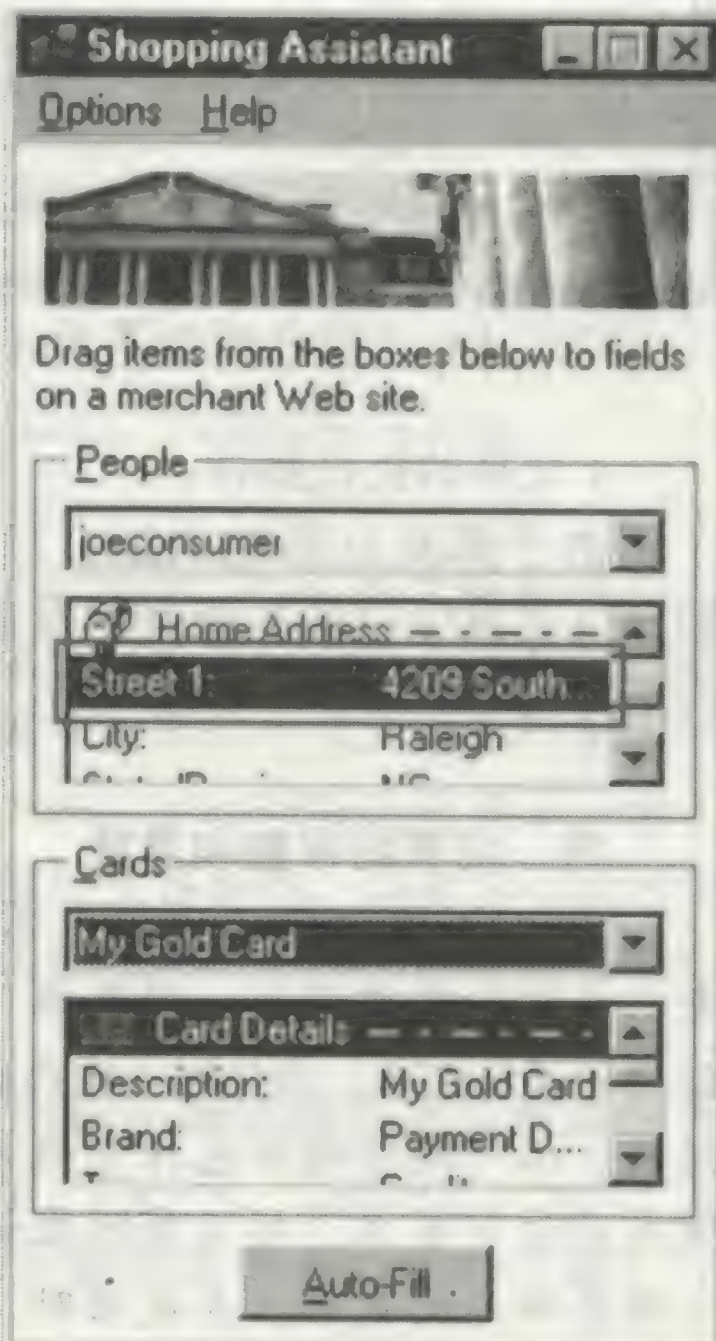 Shopping Assistant
Options Help
Drag items from the boxes below to fields
on a merchant Web site.
People
joeconsumer
Home Address
Street 1: 4209 South...
City: Raleigh
Cards
My Gold Card
Card Details
Description: My Gold Card
Brand: Payment D...
Auto-Fill